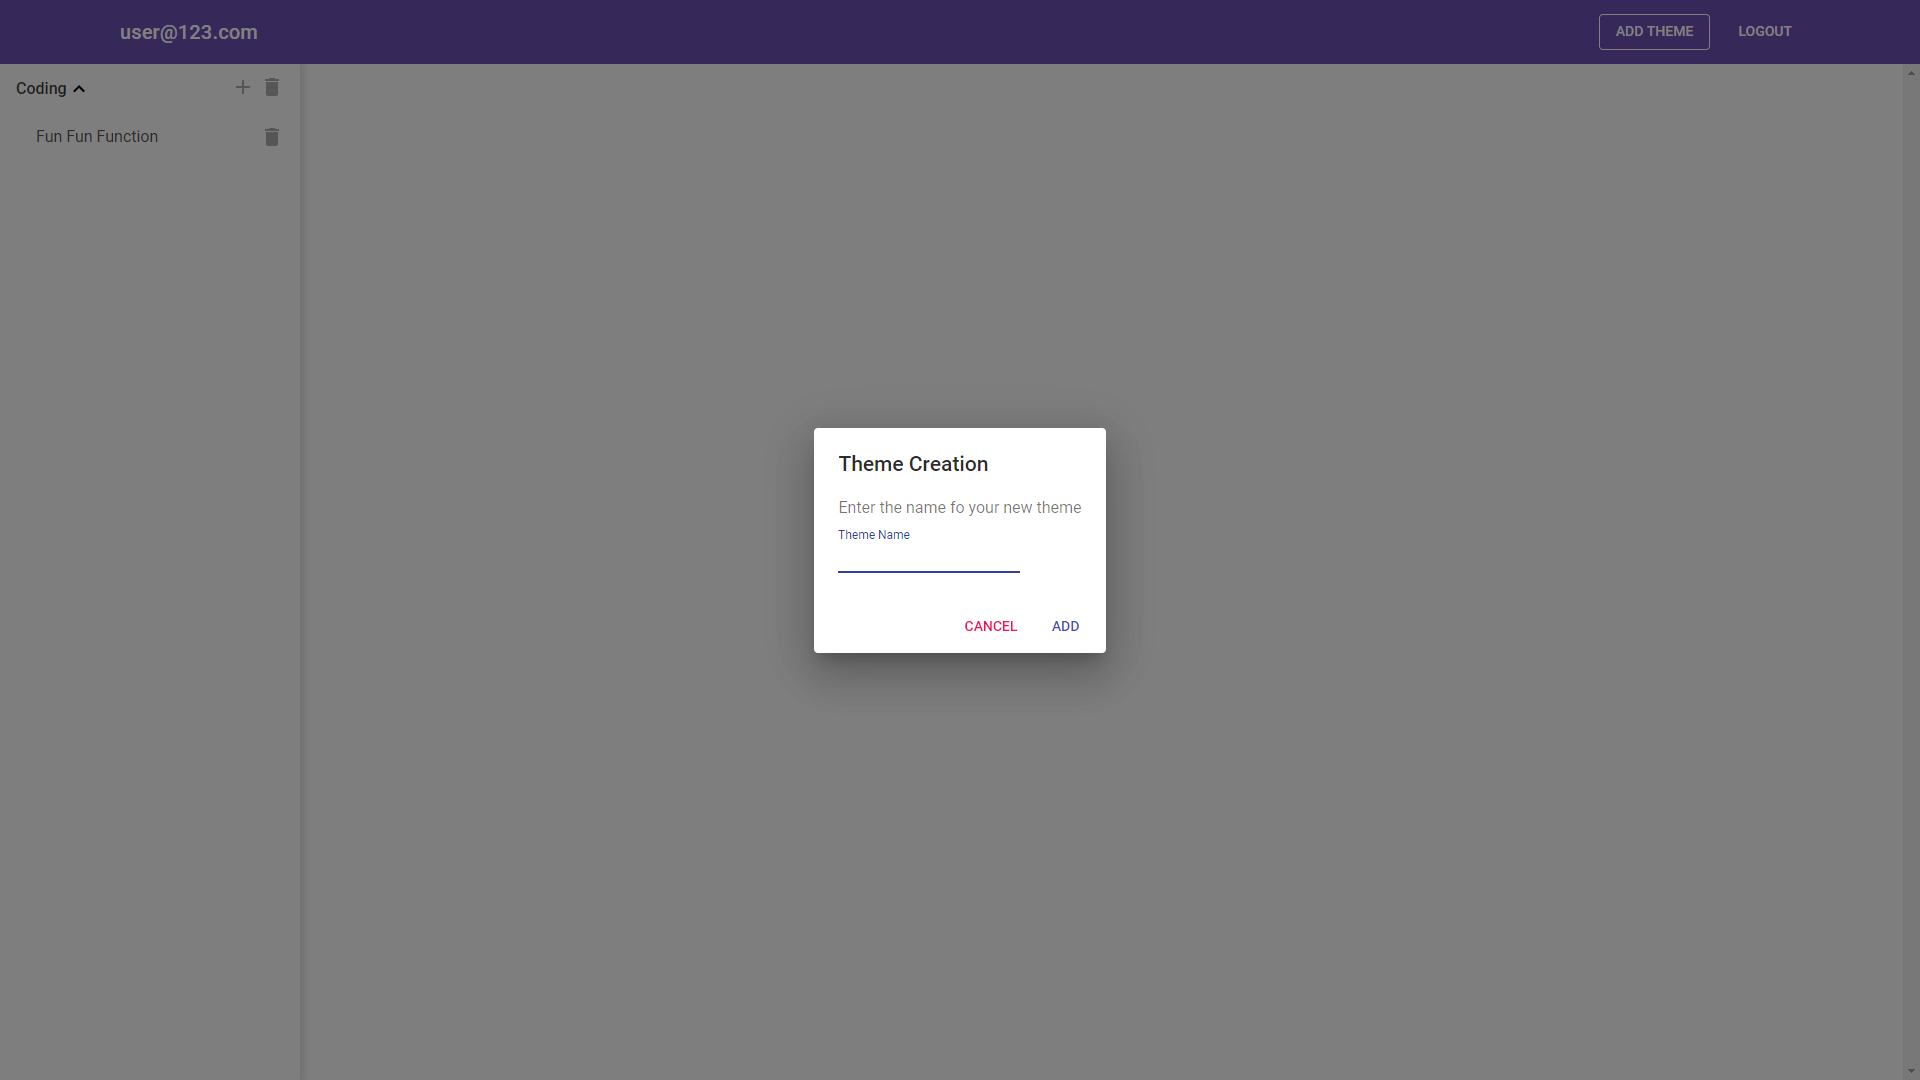 user@123.com
ADD THEME
LOGOUT
Coding
Fun Fun Function
Theme Creation
Enter the name fo your new theme
Theme Name
CANCEL
ADD